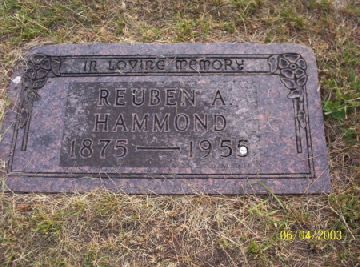 IN LOVING MEMORY
REUBEN A.
HAMMOND
1875 — 1955
06/04/2003